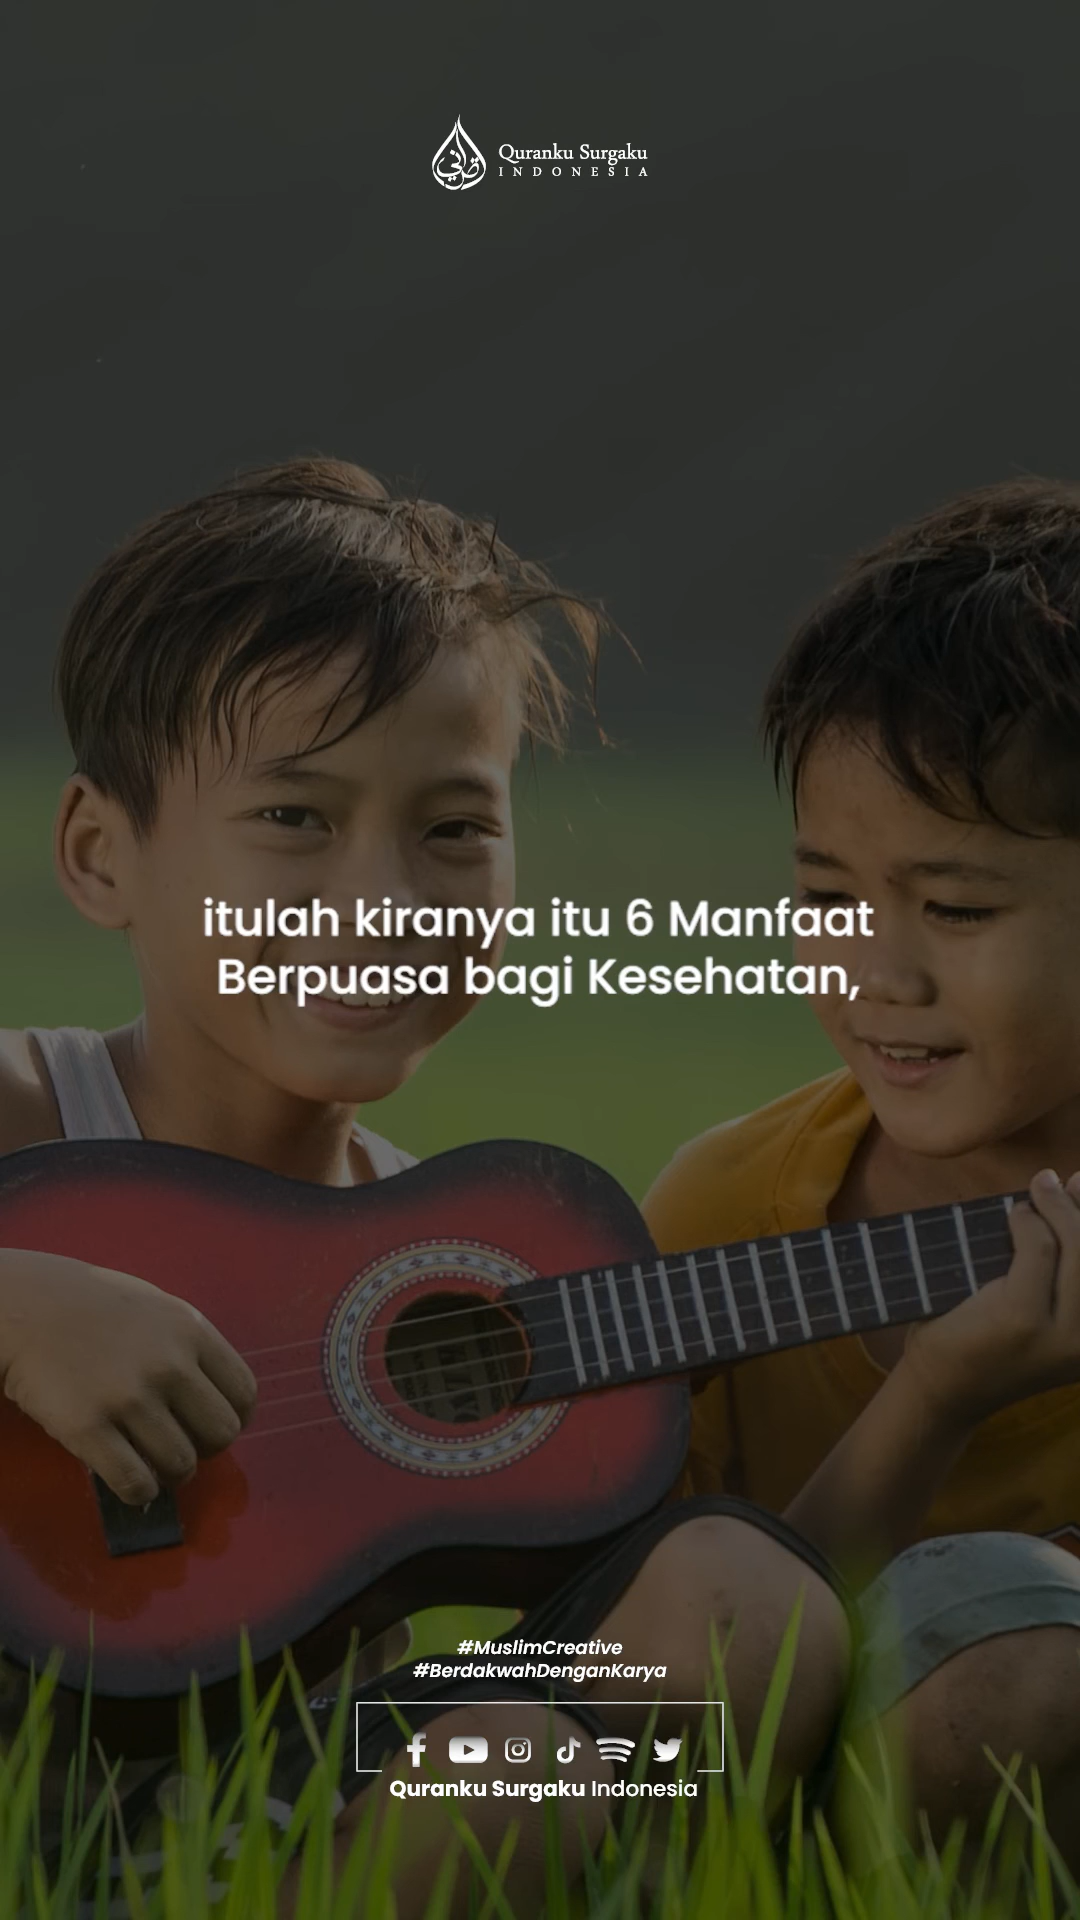 Quranku Surgaku
INDONESIA
itulah kiranya itu 6 Manfaat
Berpuasa bagi Kesehatan,
#MuslimCreative
#BerdakwahDenganKarya
Quranku Surgaku Indonesia